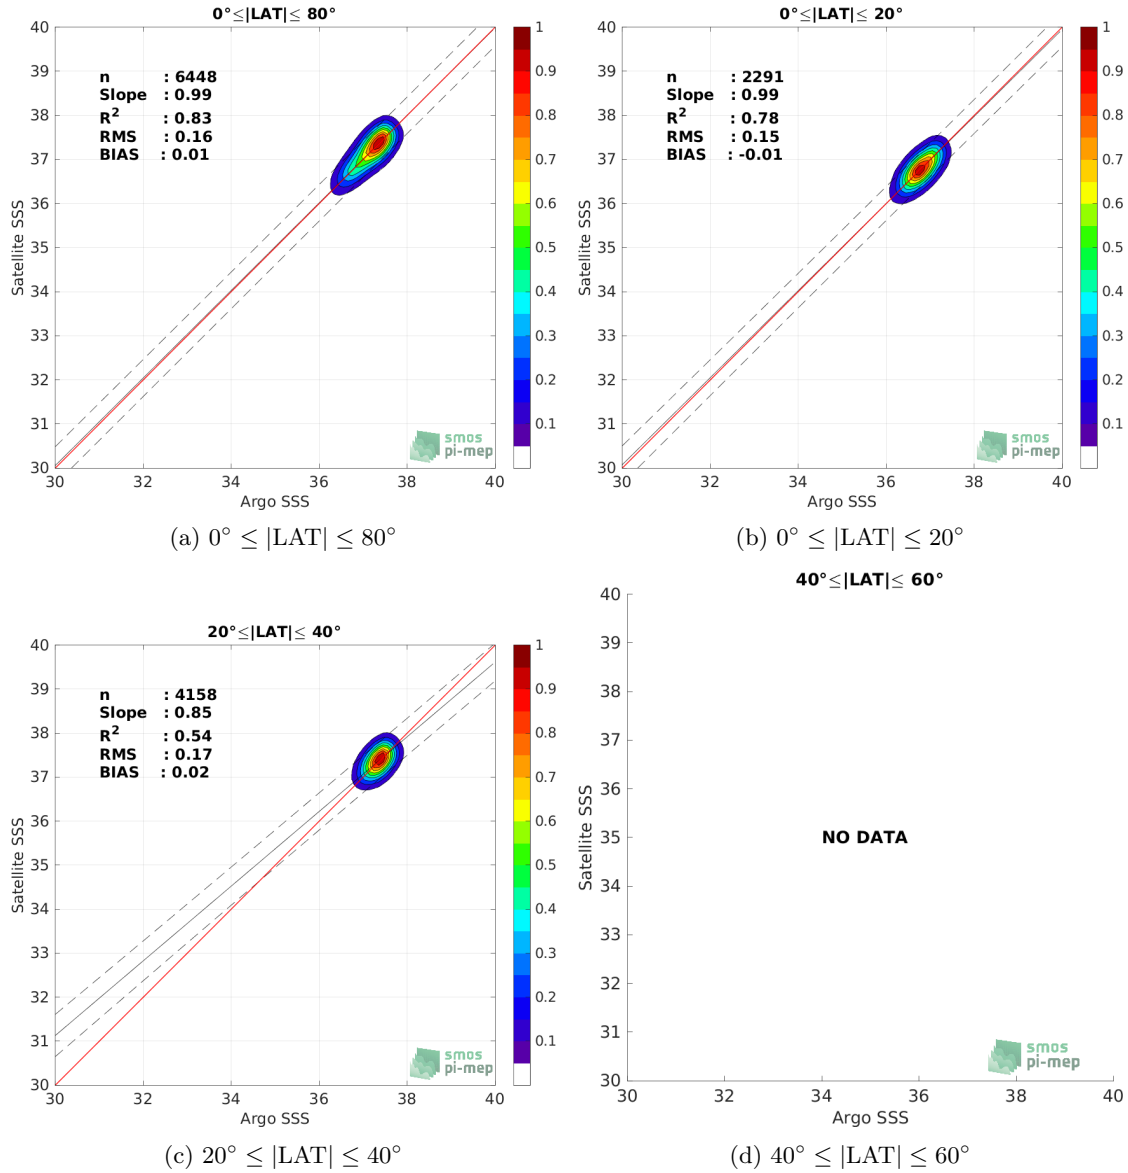 0°≤|LAT|≤ 80°
n : 6448
Slope : 0.99
R² : 0.83
RMS : 0.16
BIAS : 0.01
40
39
38
37
36
35
34
33
32
31
30
30 32 34 36 38 40
Satellite SSS
Argo SSS
1
0.9
0.8
0.7
0.6
0.5
0.4
0.3
0.2
0.1
smos
pi-mep
(a) 0° ≤ |LAT| ≤ 80°
0°≤|LAT|≤ 20°
n : 2291
Slope : 0.99
R² : 0.78
RMS : 0.15
BIAS : -0.01
40
39
38
37
36
35
34
33
32
31
30
30 32 34 36 38 40
Satellite SSS
Argo SSS
1
0.9
0.8
0.7
0.6
0.5
0.4
0.3
0.2
0.1
smos
pi-mep
(b) 0° ≤ |LAT| ≤ 20°
20°≤|LAT|≤ 40°
n : 4158
Slope : 0.85
R² : 0.54
RMS : 0.17
BIAS : 0.02
40
39
38
37
36
35
34
33
32
31
30
30 32 34 36 38 40
Satellite SSS
Argo SSS
1
0.9
0.8
0.7
0.6
0.5
0.4
0.3
0.2
0.1
smos
pi-mep
(c) 20° ≤ |LAT| ≤ 40°
40°≤|LAT|≤ 60°
40
39
38
37
36
35
34
33
32
31
30
30 32 34 36 38 40
Satellite SSS
Argo SSS
NO DATA
smos
pi-mep
(d) 40° ≤ |LAT| ≤ 60°